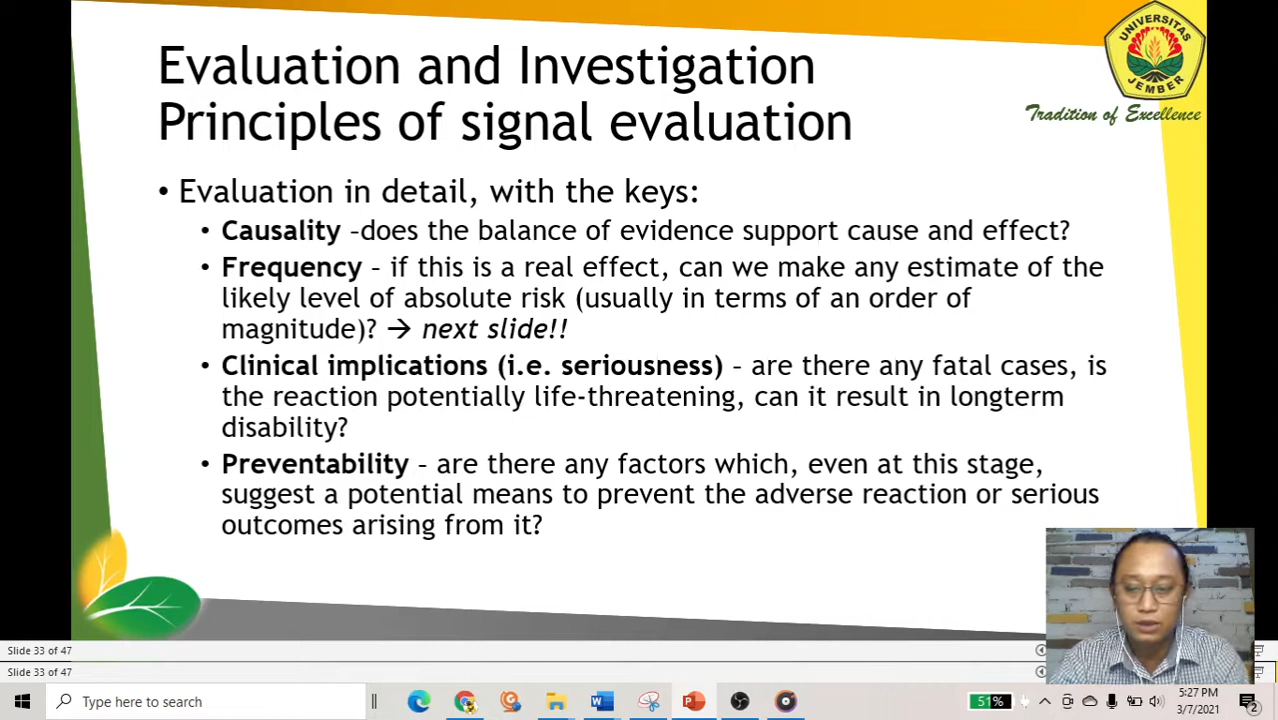 Evaluation and Investigation
Principles of signal evaluation
UNIVERSITAS
JEMBER
Tradition of Excellence
• Evaluation in detail, with the keys:
• Causality –does the balance of evidence support cause and effect?
• Frequency – if this is a real effect, can we make any estimate of the
likely level of absolute risk (usually in terms of an order of
magnitude)? → next slide!!
• Clinical implications (i.e. seriousness) – are there any fatal cases, is
the reaction potentially life-threatening, can it result in longterm
disability?
• Preventability – are there any factors which, even at this stage,
suggest a potential means to prevent the adverse reaction or serious
outcomes arising from it?
Slide 33 of 47
Slide 33 of 47
Type here to search
51%
5:27 PM
3/7/2021
2